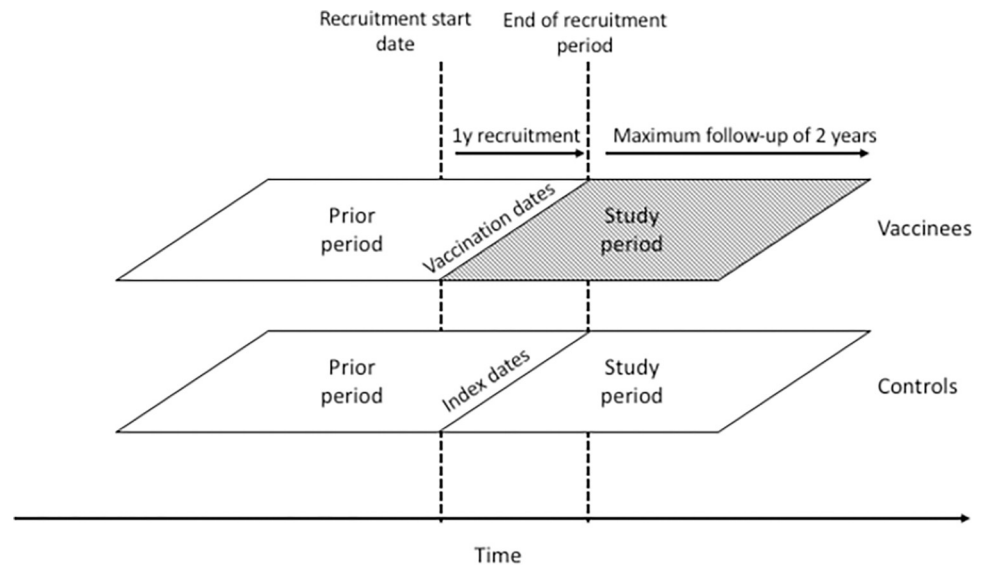 Recruitment start
date
End of recruitment
period
1y recruitment
Maximum follow-up of 2 years
Prior
period
Vaccination dates
Study
period
Vaccinees
Prior
period
Index dates
Study
period
Controls
Time